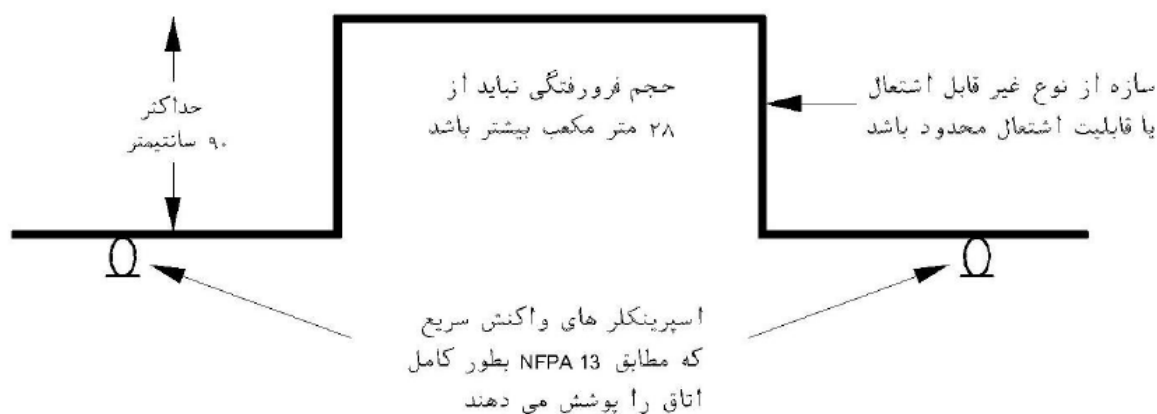 حداکثر
۹۰ سانتیمتر
حجم فرورفتگی نباید از
۲۸ متر مکعب بیشتر باشد
سازه از نوع غیر قابل اشتعال
یا قابلیت اشتعال محدود باشد
اسپرینکلر های واکنش سریع
که مطابق NFPA 13 بطور کامل
اتاق را پوشش می دهند